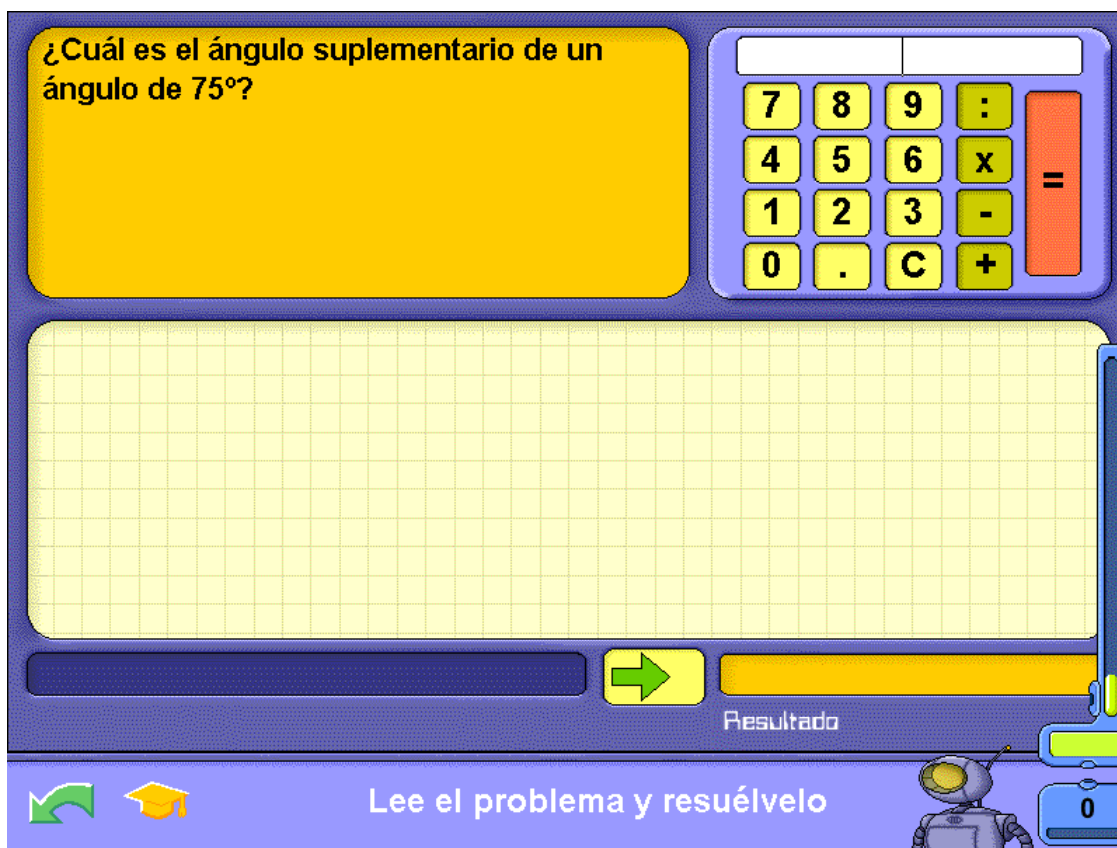 ¿Cuál es el ángulo suplementario de un
ángulo de 75º?
7 8 9 :
4 5 6 x
=
1 2 3 -
0 . C +
Resultado
Lee el problema y resuélvelo
0